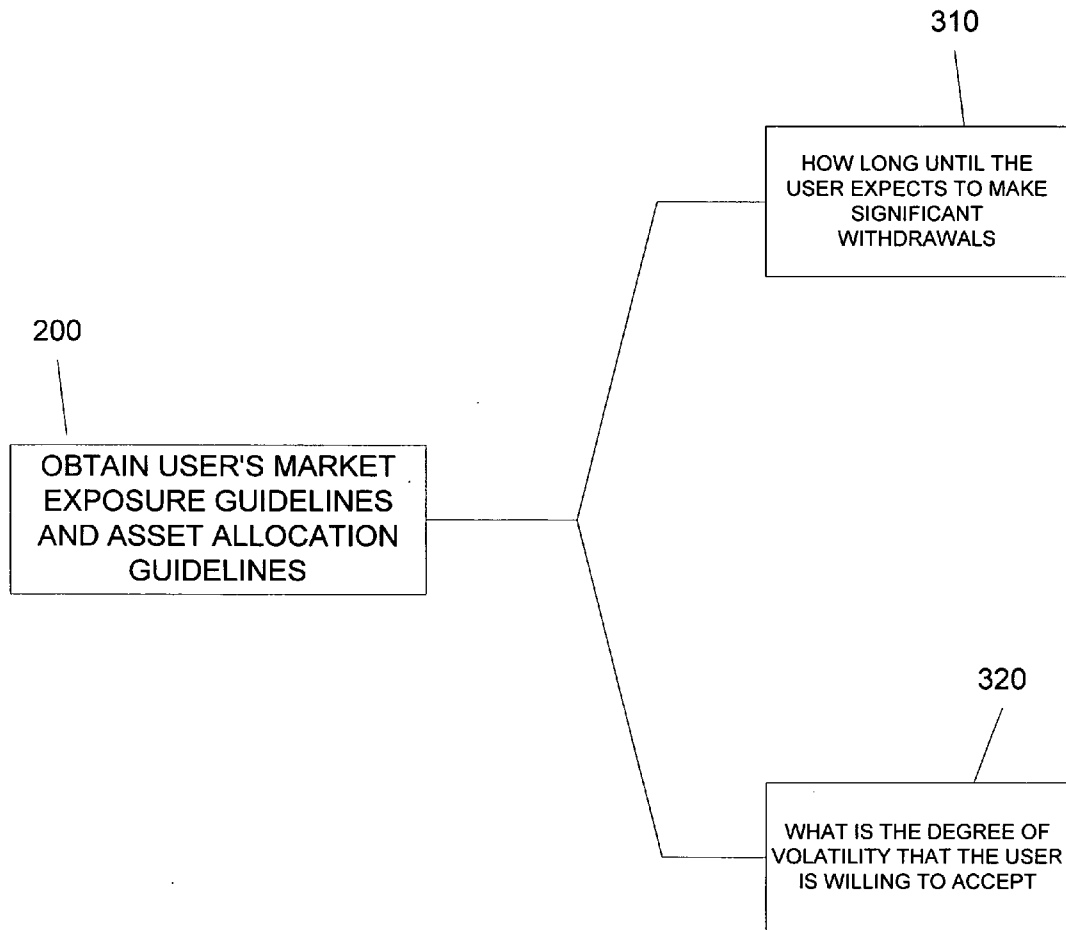 310
HOW LONG UNTIL THE
USER EXPECTS TO MAKE
SIGNIFICANT
WITHDRAWALS
200
OBTAIN USER'S MARKET
EXPOSURE GUIDELINES
AND ASSET ALLOCATION
GUIDELINES
320
WHAT IS THE DEGREE OF
VOLATILITY THAT THE USER
IS WILLING TO ACCEPT